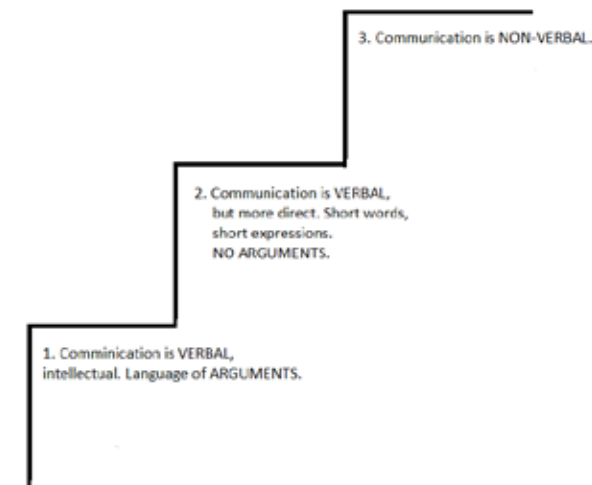 3. Communication is NON-VERBAL.
2. Communication is VERBAL,
but more direct. Short words,
short expressions.
NO ARGUMENTS.
1. Comminication is VERBAL,
intellectual. Language of ARGUMENTS.